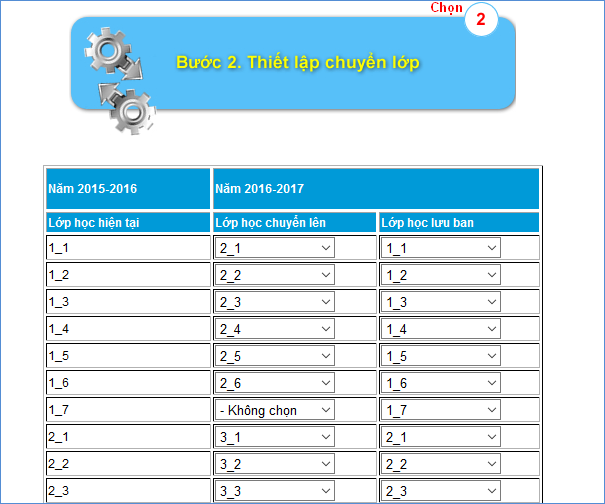 Chọn
2
Bước 2. Thiết lập chuyển lớp
Năm 2015-2016 Năm 2016-2017
Lớp học hiện tại Lớp học chuyển lên Lớp học lưu ban
1_1 2_1 1_1
1_2 2_2 1_2
1_3 2_3 1_3
1_4 2_4 1_4
1_5 2_5 1_5
1_6 2_6 1_6
1_7 - Không chọn 1_7
2_1 3_1 2_1
2_2 3_2 2_2
2_3 3_3 2_3